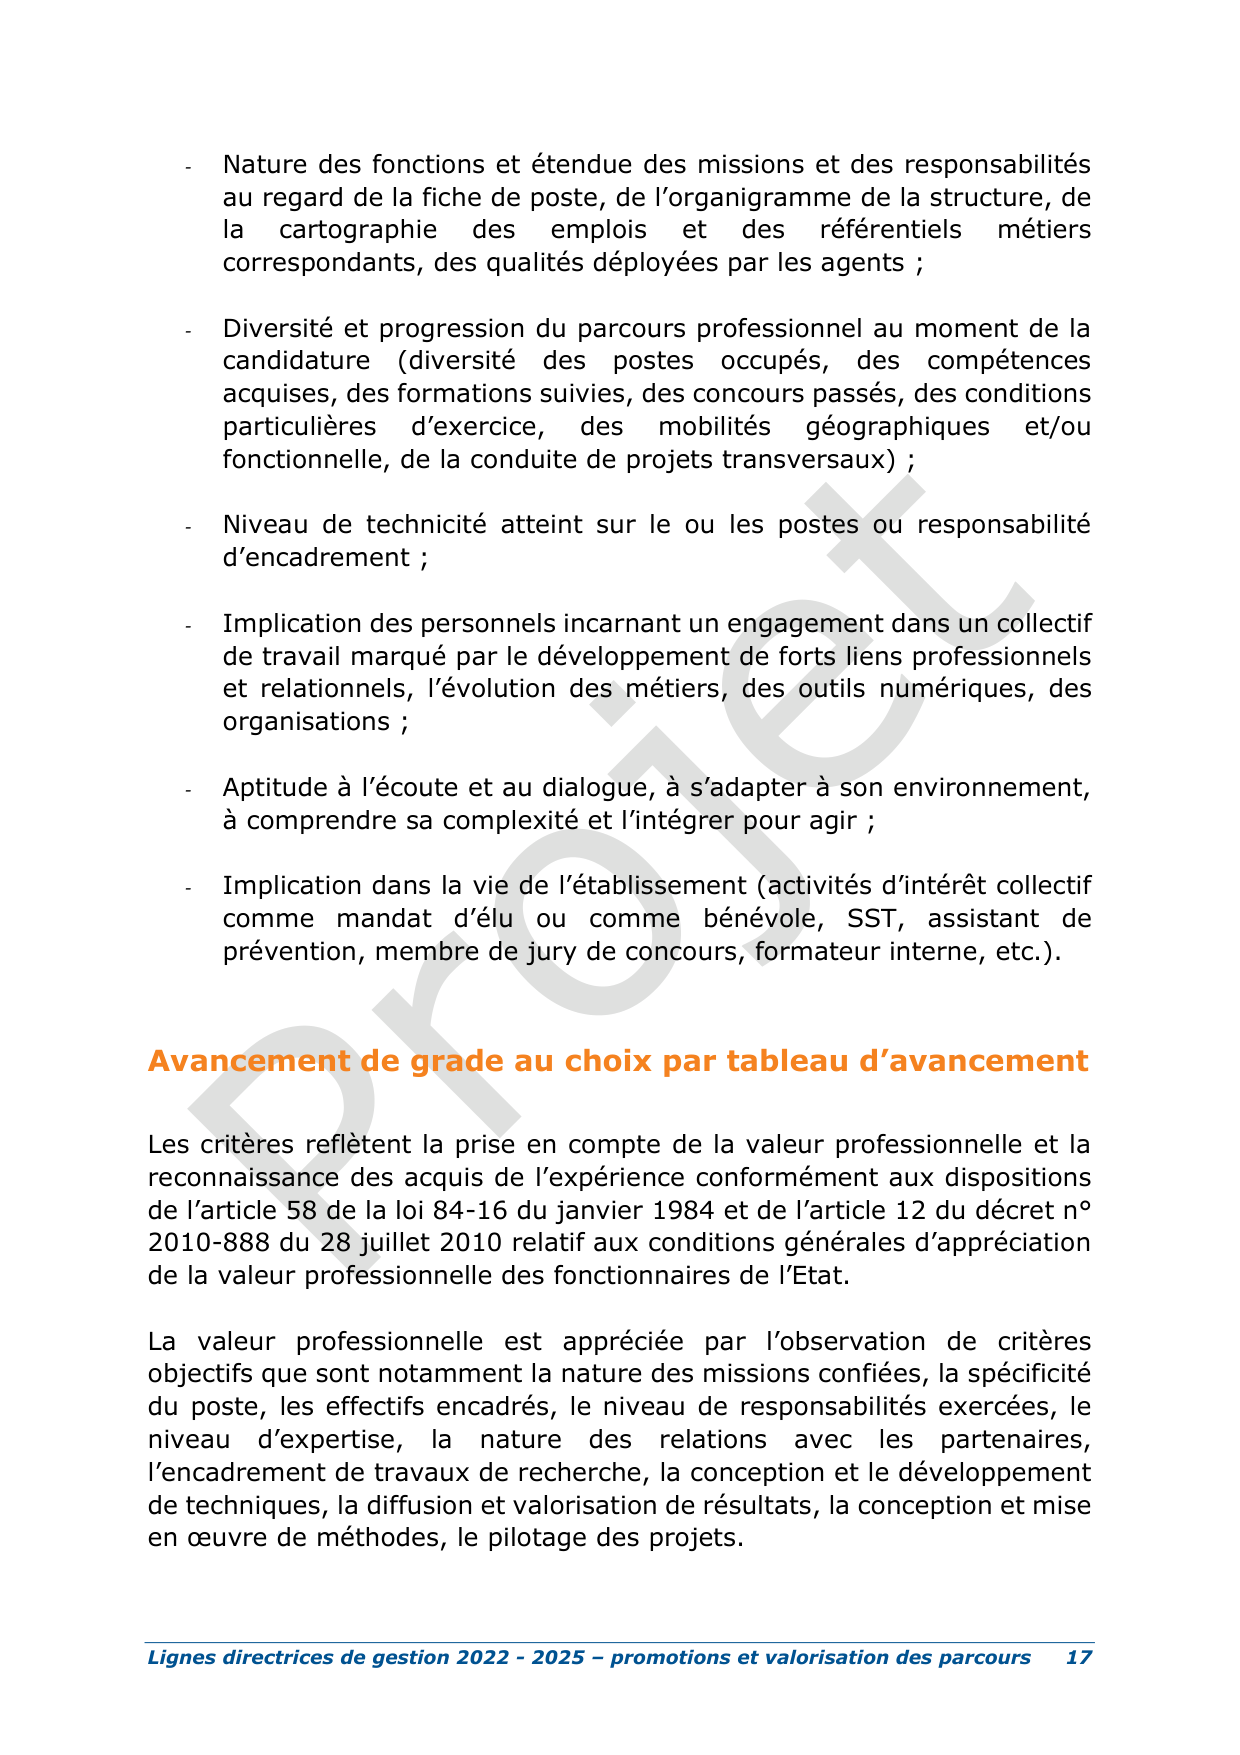 - Nature des fonctions et étendue des missions et des responsabilités
au regard de la fiche de poste, de l’organigramme de la structure, de
la cartographie des emplois et des référentiels métiers
correspondants, des qualités déployées par les agents ;
- Diversité et progression du parcours professionnel au moment de la
candidature (diversité des postes occupés, des compétences
acquises, des formations suivies, des concours passés, des conditions
particulières d’exercice, des mobilités géographiques et/ou
fonctionnelle, de la conduite de projets transversaux) ;
- Niveau de technicité atteint sur le ou les postes ou responsabilité
d’encadrement ;
- Implication des personnels incarnant un engagement dans un collectif
de travail marqué par le développement de forts liens professionnels
et relationnels, l’évolution des métiers, des outils numériques, des
organisations ;
- Aptitude à l’écoute et au dialogue, à s’adapter à son environnement,
à comprendre sa complexité et l’intégrer pour agir ;
- Implication dans la vie de l’établissement (activités d’intérêt collectif
comme mandat d’élu ou comme bénévole, SST, assistant de
prévention, membre de jury de concours, formateur interne, etc.).
Projet
Avancement de grade au choix par tableau d’avancement
Les critères reflètent la prise en compte de la valeur professionnelle et la
reconnaissance des acquis de l’expérience conformément aux dispositions
de l’article 58 de la loi 84-16 du janvier 1984 et de l’article 12 du décret n°
2010-888 du 28 juillet 2010 relatif aux conditions générales d’appréciation
de la valeur professionnelle des fonctionnaires de l’Etat.
La valeur professionnelle est appréciée par l’observation de critères
objectifs que sont notamment la nature des missions confiées, la spécificité
du poste, les effectifs encadrés, le niveau de responsabilités exercées, le
niveau d’expertise, la nature des relations avec les partenaires,
l’encadrement de travaux de recherche, la conception et le développement
de techniques, la diffusion et valorisation de résultats, la conception et mise
en œuvre de méthodes, le pilotage des projets.
Lignes directrices de gestion 2022 - 2025 – promotions et valorisation des parcours 17